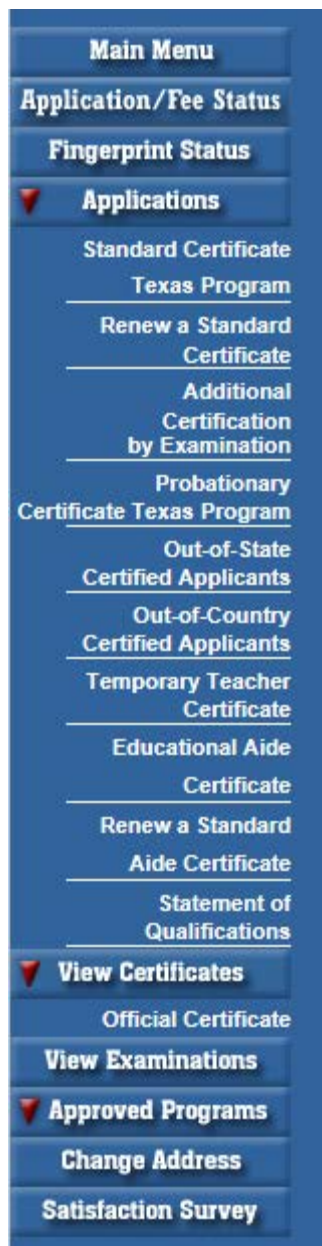 Main Menu
Application/Fee Status
Fingerprint Status
Applications
Standard Certificate
Texas Program
Renew a Standard
Certificate
Additional
Certification
by Examination
Probationary
Certificate Texas Program
Out-of-State
Certified Applicants
Out-of-Country
Certified Applicants
Temporary Teacher
Certificate
Educational Aide
Certificate
Renew a Standard
Aide Certificate
Statement of
Qualifications
View Certificates
Official Certificate
View Examinations
Approved Programs
Change Address
Satisfaction Survey